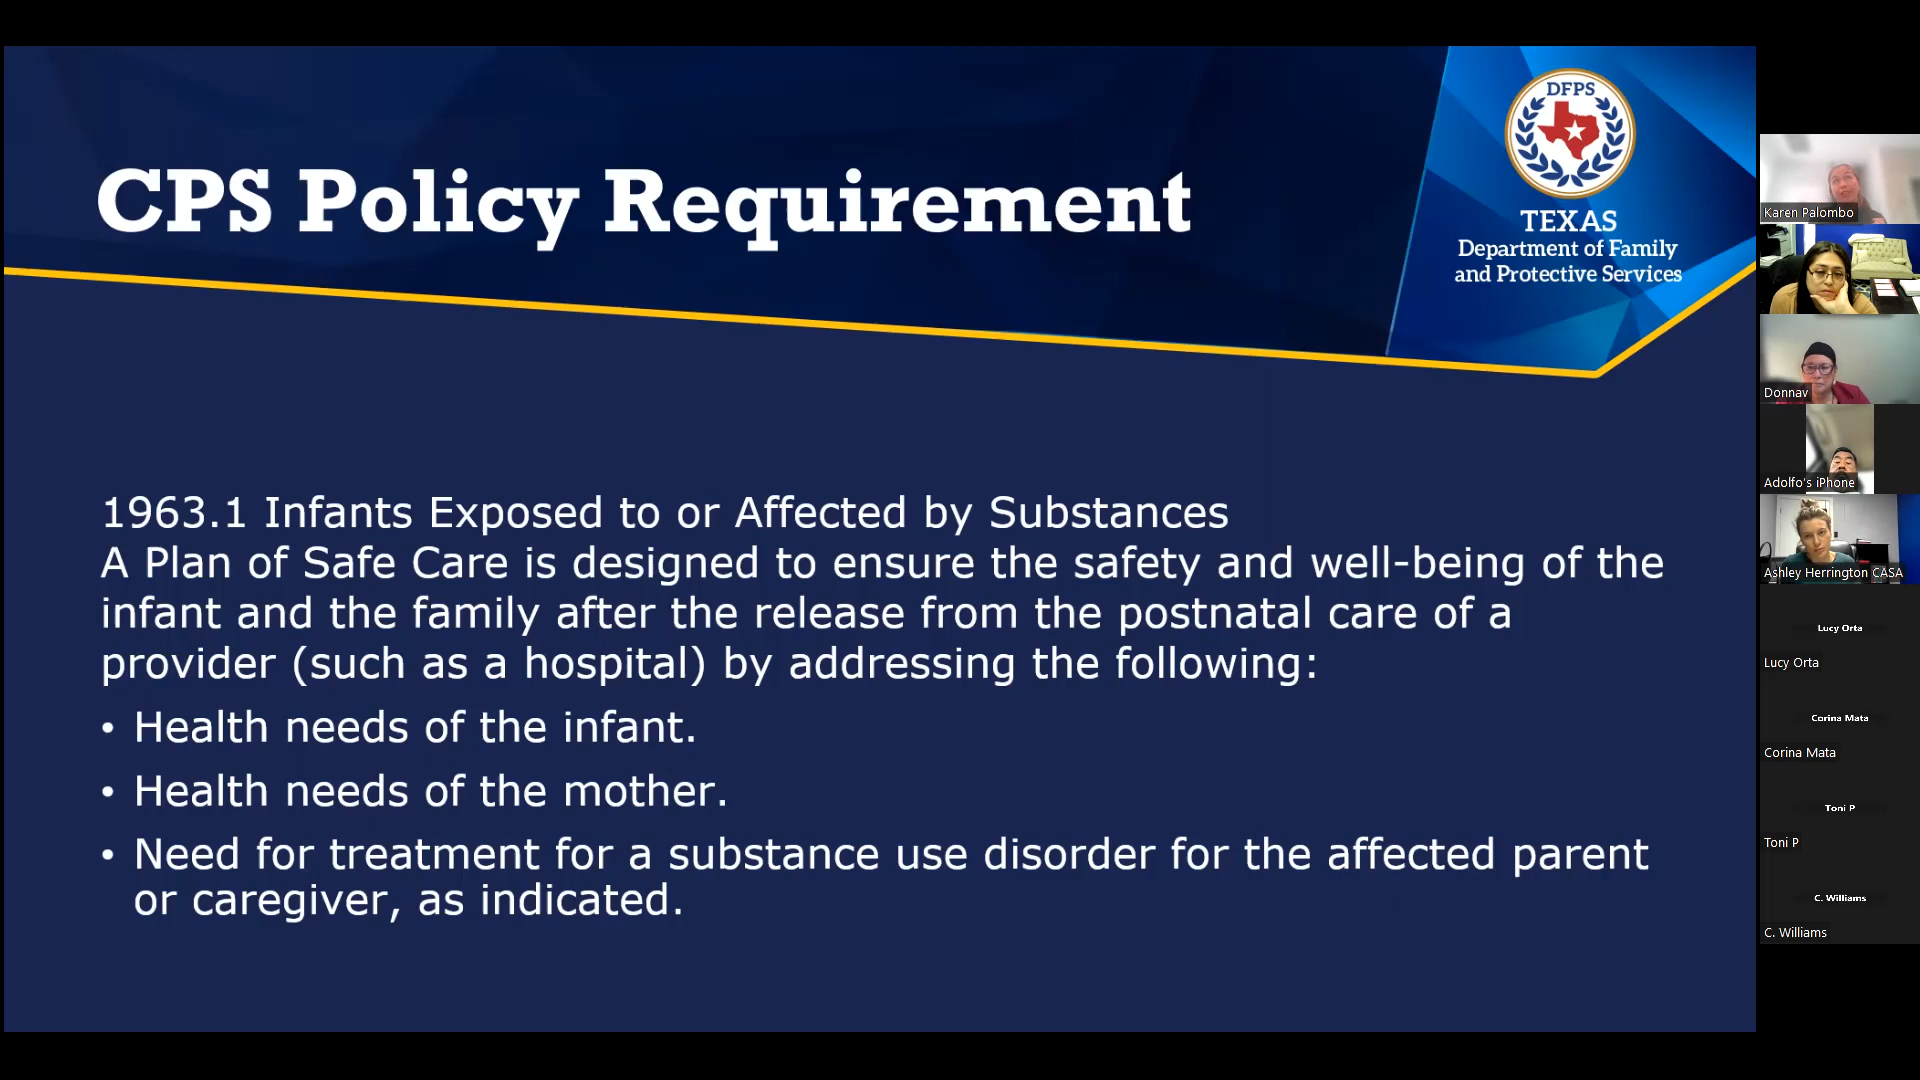 CPS Policy Requirement
DFPS
TEXAS
Department of Family
and Protective Services
1963.1 Infants Exposed to or Affected by Substances
A Plan of Safe Care is designed to ensure the safety and well-being of the
infant and the family after the release from the postnatal care of a
provider (such as a hospital) by addressing the following:
• Health needs of the infant.
• Health needs of the mother.
• Need for treatment for a substance use disorder for the affected parent
or caregiver, as indicated.
Karen Palombo
Donnav
Adolfo's iPhone
Ashley Herrington CASA
Lucy Orta
Lucy Orta
Corina Mata
Corina Mata
Toni P
Toni P
C. Williams
C. Williams